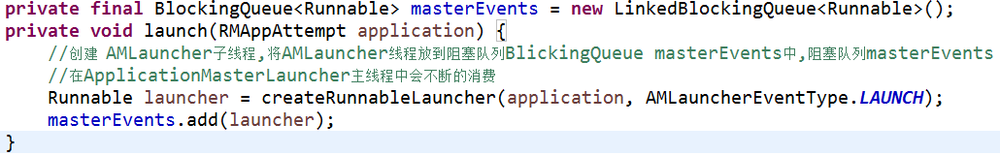 private final BlockingQueue<Runnable> masterEvents = new LinkedBlockingQueue<Runnable>();
private void launch(RMAppAttempt application) {
//创建 AMLauncher子线程,将AMLauncher线程放到阻塞队列BlickingQueue masterEvents中,阻塞队列masterEvents
//在ApplicationMasterLauncher主线程中会不断的消费
Runnable launcher = createRunnableLauncher(application, AMLauncherEventType.LAUNCH);
masterEvents.add(launcher);
}